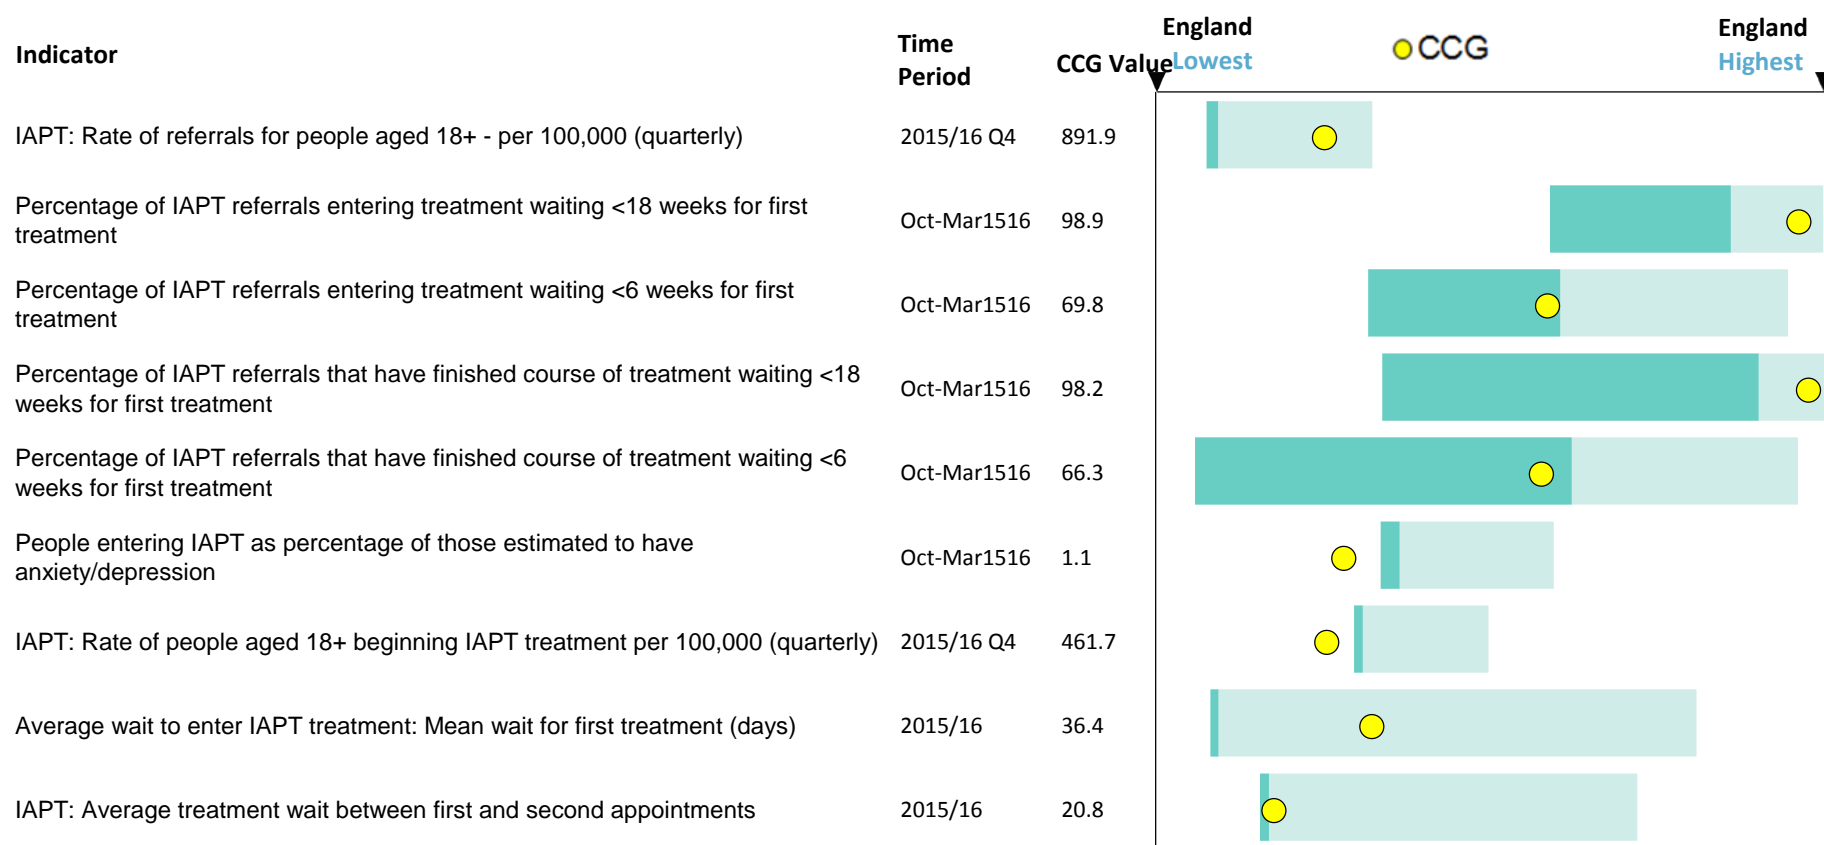 Indicator
Time
Period
CCG Value
England
Lowest
CCG
England
Highest
IAPT: Rate of referrals for people aged 18+ - per 100,000 (quarterly) 2015/16 Q4 891.9
Percentage of IAPT referrals entering treatment waiting <18 weeks for first
treatment
Oct-Mar1516 98.9
Percentage of IAPT referrals entering treatment waiting <6 weeks for first
treatment
Oct-Mar1516 69.8
Percentage of IAPT referrals that have finished course of treatment waiting <18
weeks for first treatment
Oct-Mar1516 98.2
Percentage of IAPT referrals that have finished course of treatment waiting <6
weeks for first treatment
Oct-Mar1516 66.3
People entering IAPT as percentage of those estimated to have
anxiety/depression
Oct-Mar1516 1.1
IAPT: Rate of people aged 18+ beginning IAPT treatment per 100,000 (quarterly) 2015/16 Q4 461.7
Average wait to enter IAPT treatment: Mean wait for first treatment (days) 2015/16 36.4
IAPT: Average treatment wait between first and second appointments 2015/16 20.8